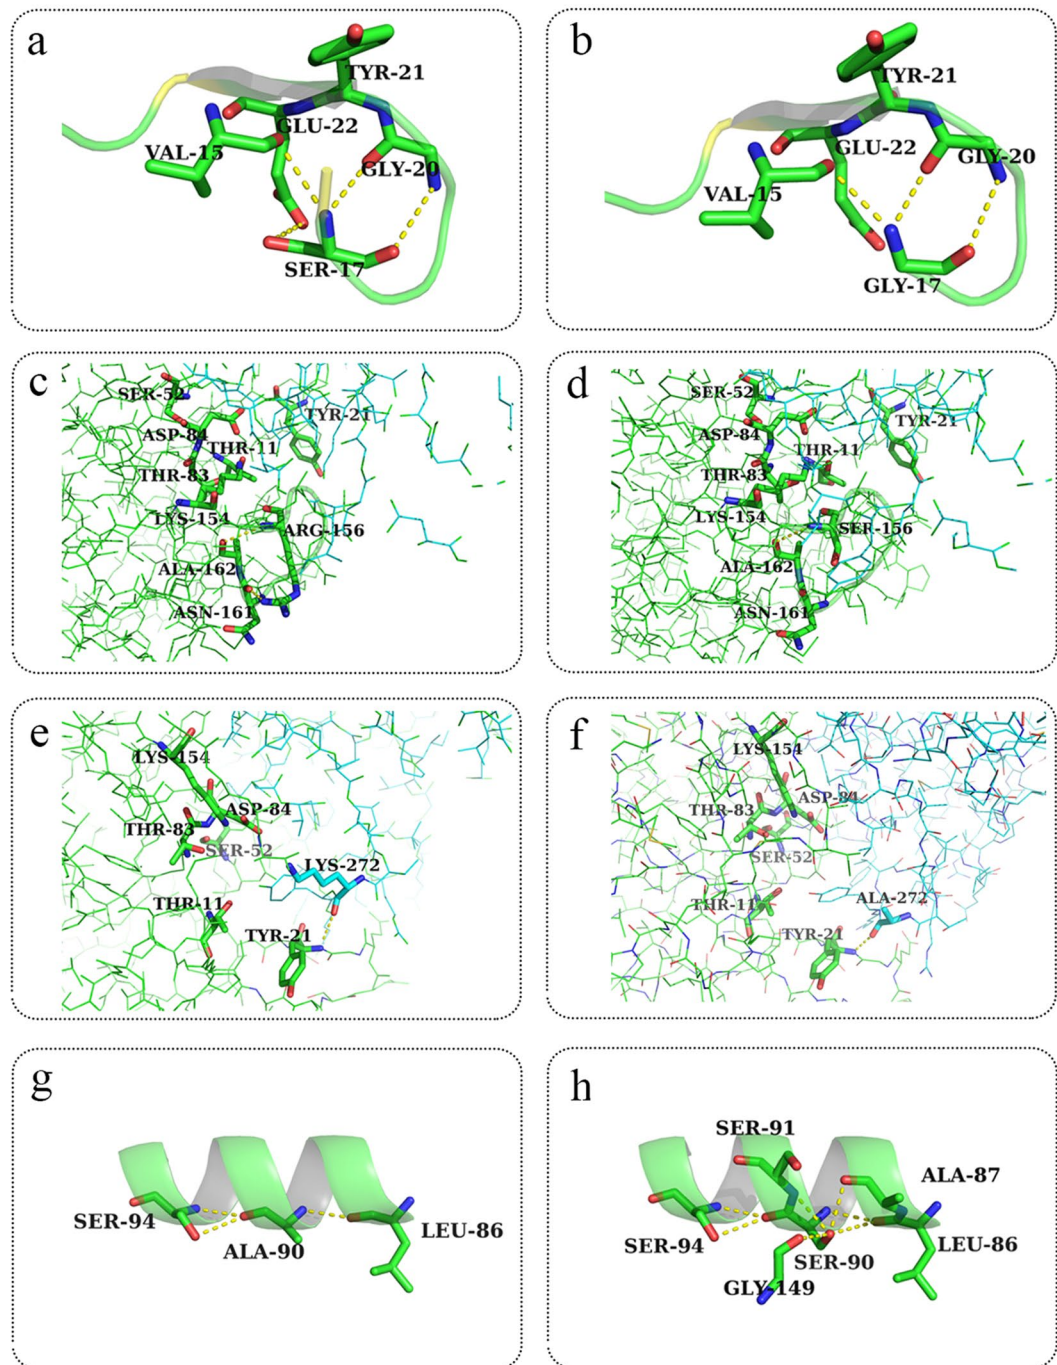 a
TYR-21
GLU-22
VAL-15
GLY-20
SER-17
b
TYR-21
GLU-22
GLY-20
VAL-15
GLY-17
c
SER-52
TYR-21
ASP-84
THR-11
THR-83
LYS-154
ARG-156
ALA-162
ASN-161
d
SER-52
TYR-21
ASP-84
THR-11
THR-83
LYS-154
SER-156
ALA-162
ASN-161
e
LYS-154
ASP-84
THR-83
SER-52
LYS-272
THR-11
TYR-21
f
LYS-154
ASP-84
THR-83
SER-52
THR-11
ALA-272
TYR-21
g
SER-94
LEU-86
ALA-90
h
SER-91
ALA-87
SER-94
LEU-86
SER-90
GLY-149